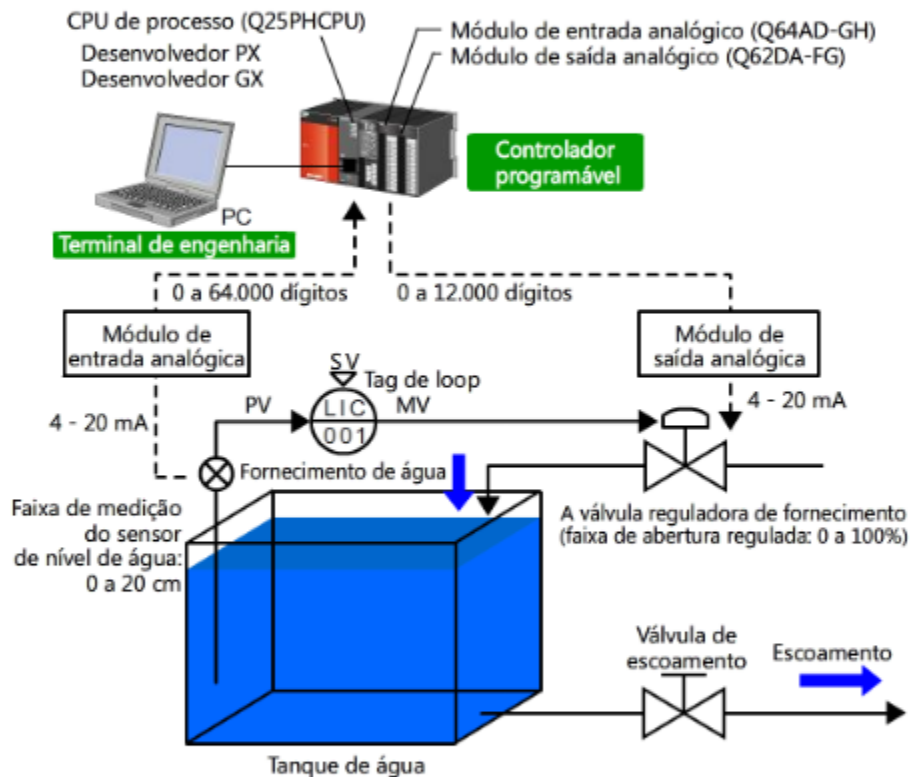 CPU de processo (Q25PHCPU)
Desenvolvedor PX
Desenvolvedor GX
Módulo de entrada analógico (Q64AD-GH)
Módulo de saída analógico (Q62DA-FG)
Controlador
programável
PC
Terminal de engenharia
0 a 64.000 dígitos
0 a 12.000 dígitos
Módulo de
entrada analógica
Módulo de
saída analógica
SV
Tag de loop
PV
LIC
001
MV
4 - 20 mA
4 - 20 mA
Fornecimento de água
Faixa de medição
do sensor
de nível de água:
0 a 20 cm
A válvula reguladora de fornecimento
(faixa de abertura regulada: 0 a 100%)
Válvula de
escoamento
Escoamento
Tanque de água